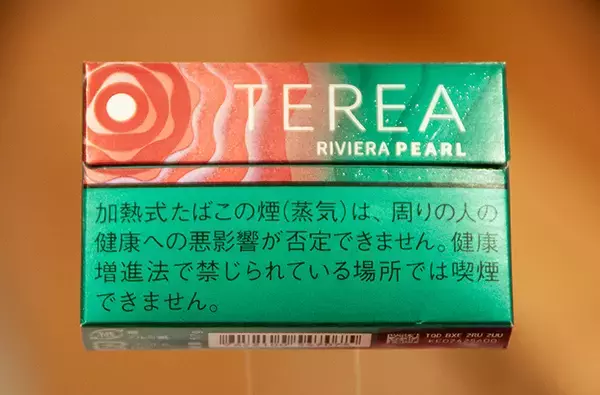 TEREA
RIVIERA PEARL
加熱式たばこの煙(蒸気)は、周りの人の
健康への悪影響が否定できません。健康
増進法で禁じられている場所では喫煙
できません。